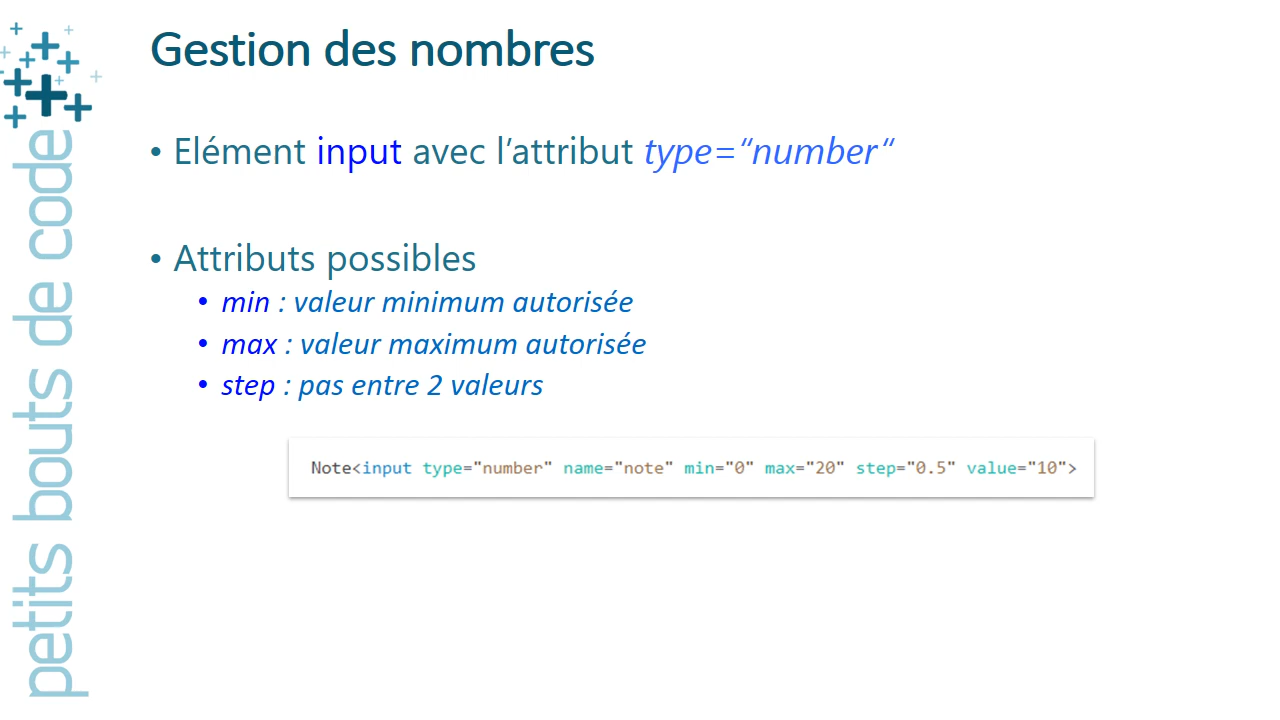 Gestion des nombres
• Elément input avec l’attribut type=“number“
• Attributs possibles
• min : valeur minimum autorisée
• max : valeur maximum autorisée
• step : pas entre 2 valeurs
Note<input type="number" name="note" min="0" max="20" step="0.5" value="10">
petits bouts de code